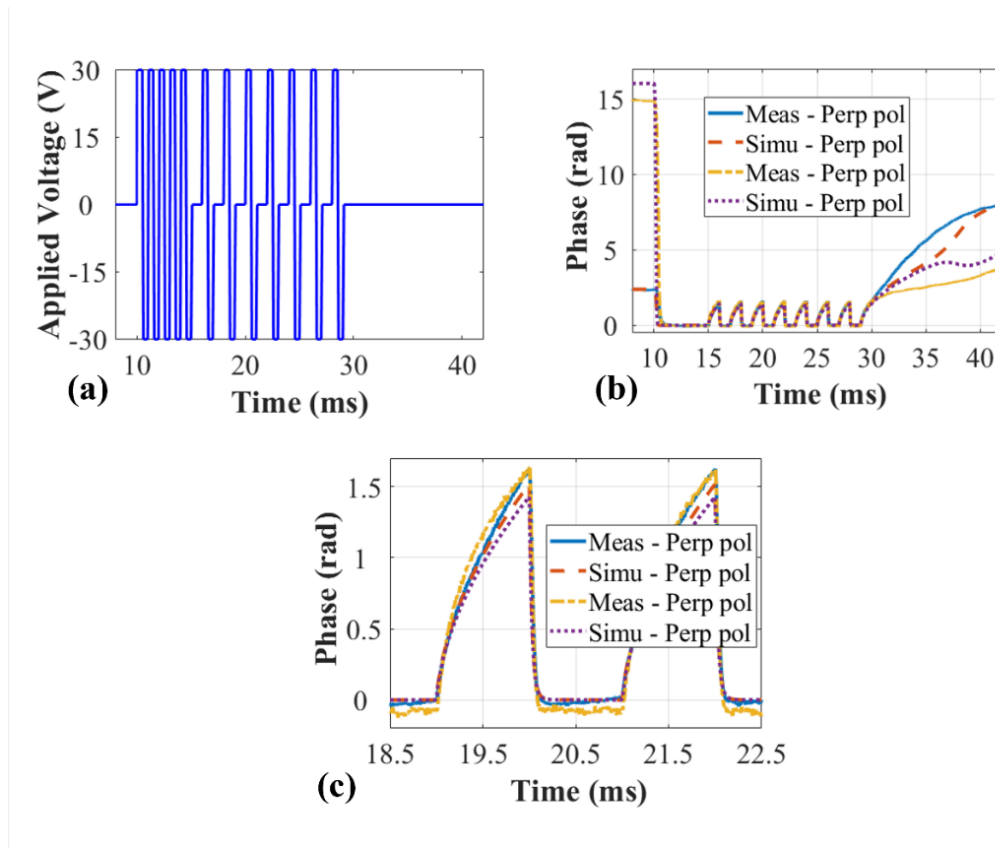 Applied Voltage (V)
30
15
0
-15
-30
10
20
30
40
Time (ms)
(a)
Phase (rad)
15
10
5
0
Meas - Perp pol
Simu - Perp pol
Meas - Perp pol
Simu - Perp pol
10
15
20
25
30
35
40
Time (ms)
(b)
Phase (rad)
1.5
1
0.5
0
Meas - Perp pol
Simu - Perp pol
Meas - Perp pol
Simu - Perp pol
18.5
19.5
20.5
21.5
22.5
Time (ms)
(c)